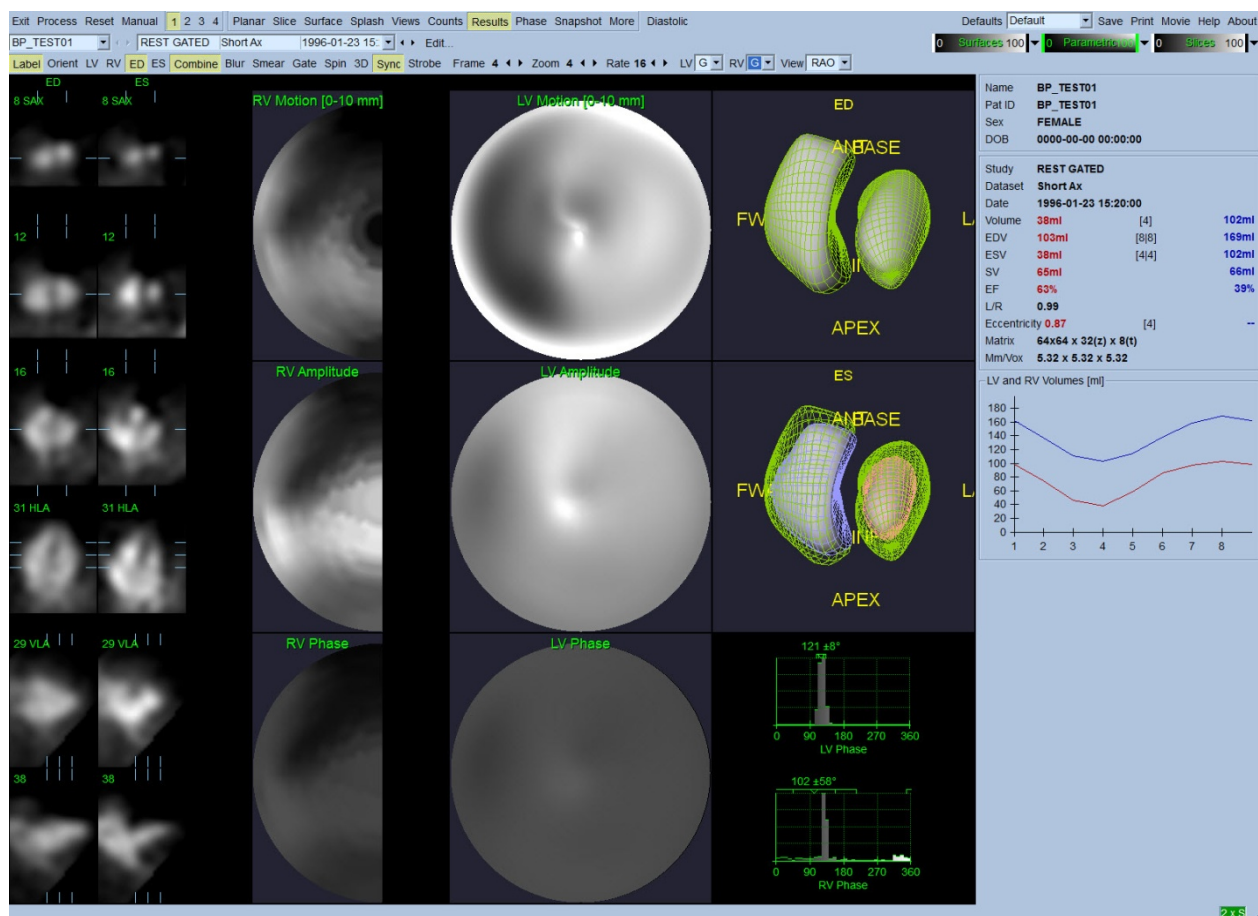 Exit Process Reset Manual 1 2 3 4 Planar Slice Surface Splash Views Counts Results Phase Snapshot More Diastolic Defaults Default Save Print Movie Help About
BP_TEST01 REST GATED Short Ax 1996-01-23 15: Edit... 0 Surfaces 100 0 Parametric 100 0 Slices 100
Label Orient LV RV ED ES Combine Blur Smear Gate Spin 3D Sync Strobe Frame 4 Zoom 4 Rate 16 LV G RV G View RAO
ED ES
8 SAX
RV Motion [0-10 mm]
LV Motion [0-10 mm]
ED
ANT BASE
FW
INF
APEX
12 12
16 16
RV Amplitude
LV Amplitude
ES
ANT BASE
FW
INF
APEX
31 HLA
29 VLA 29 VLA
38 38
RV Phase
LV Phase
121 ±8°
0 90 180 270 360
LV Phase
102 ±58°
0 90 180 270 360
RV Phase
Name BP_TEST01
Pat ID BP_TEST01
Sex FEMALE
DOB 0000-00-00 00:00:00
Study REST GATED
Dataset Short Ax
Date 1996-01-23 15:20:00
Volume 38ml [4] 102ml
EDV 103ml [8|8] 169ml
ESV 38ml [4|4] 102ml
SV 65ml 66ml
EF 63% 39%
L/R 0.99
Eccentricity 0.87 [4] --
Matrix 64x64 x 32(z) x 8(t)
Mm/Vox 5.32 x 5.32 x 5.32
LV and RV Volumes [ml]
180
160
140
120
100
80
60
40
20
0
1 2 3 4 5 6 7 8
2 x S